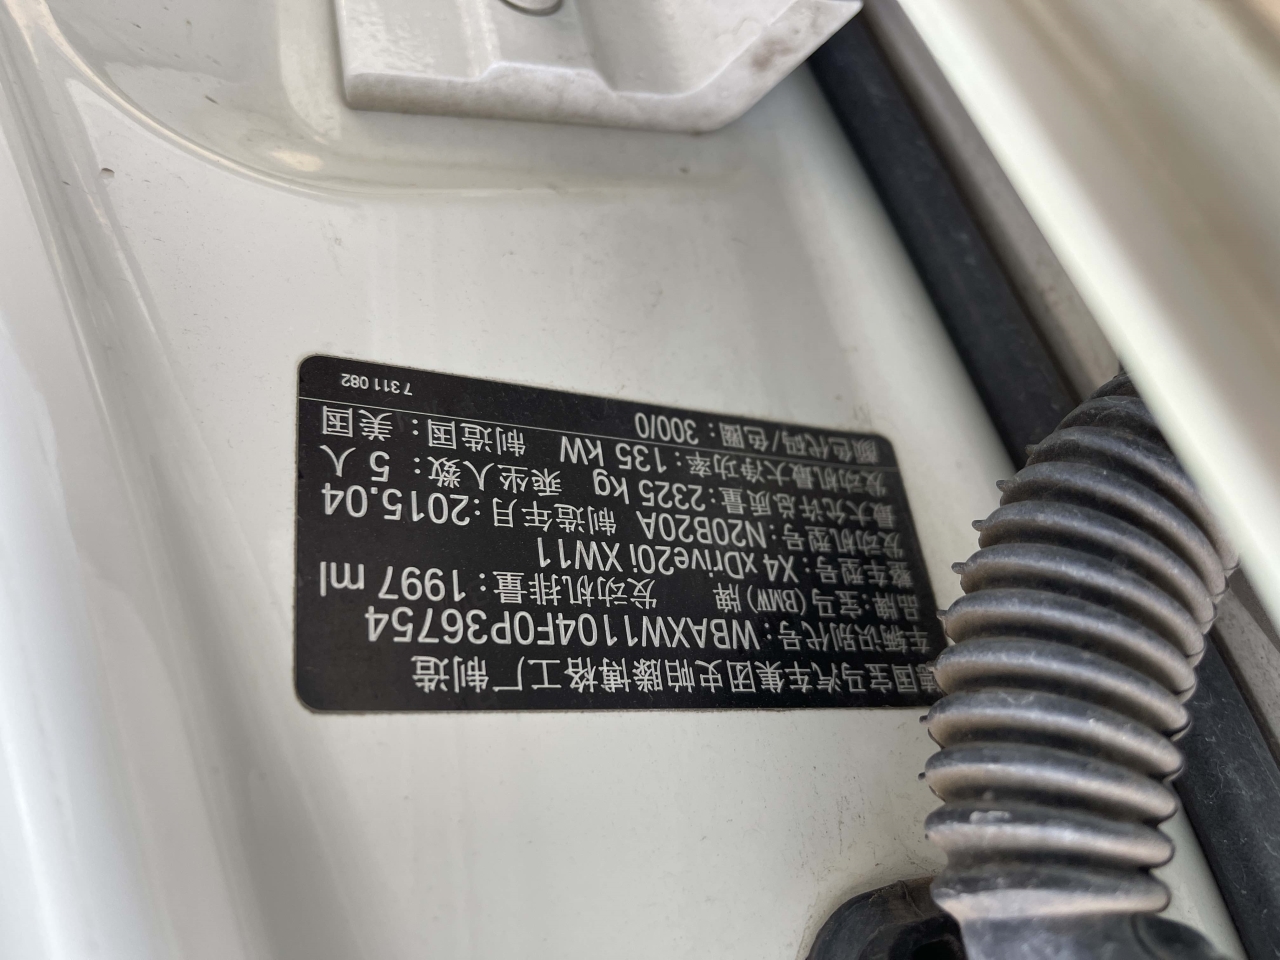 德国宝马汽车集团史帕滕博格工厂 制造
车辆识别代号：WBAXW1104F0P36754
品牌：宝马(BMW)牌 发动机排量：1997 ml
整车型号：X4 xDrive20i XW11
发动机型号：N20B20A 制造年月：2015.04
最大允许总质量：2325 kg 乘坐人数：5 人
发动机最大净功率：135 kW 制造国：美国
颜色代码/色圈：300/0
7 311 082